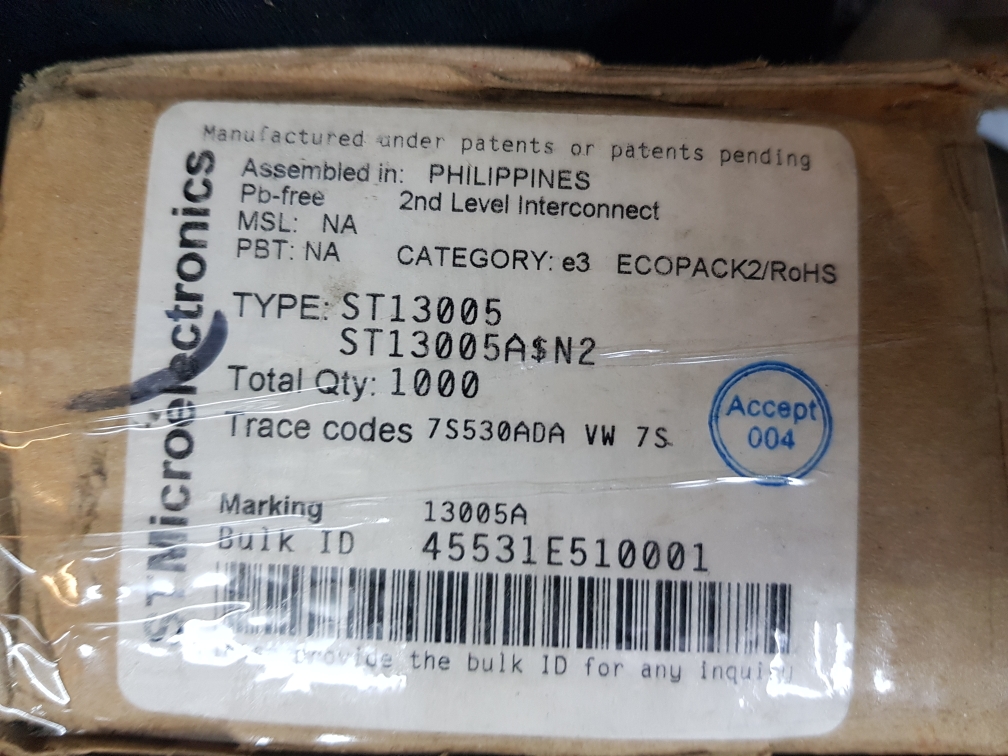 Manufactured under patents or patents pending
STMicroelectronics
Assembled in: PHILIPPINES
Pb-free 2nd Level Interconnect
MSL: NA
PBT: NA CATEGORY: e3 ECOPACK2/RoHS
TYPE: ST13005
ST13005A$N2
Total Qty: 1000
Trace codes 7S530ADA VW 7S
Accept
004
Marking 13005A
Bulk ID 45531E510001
provide the bulk ID for any